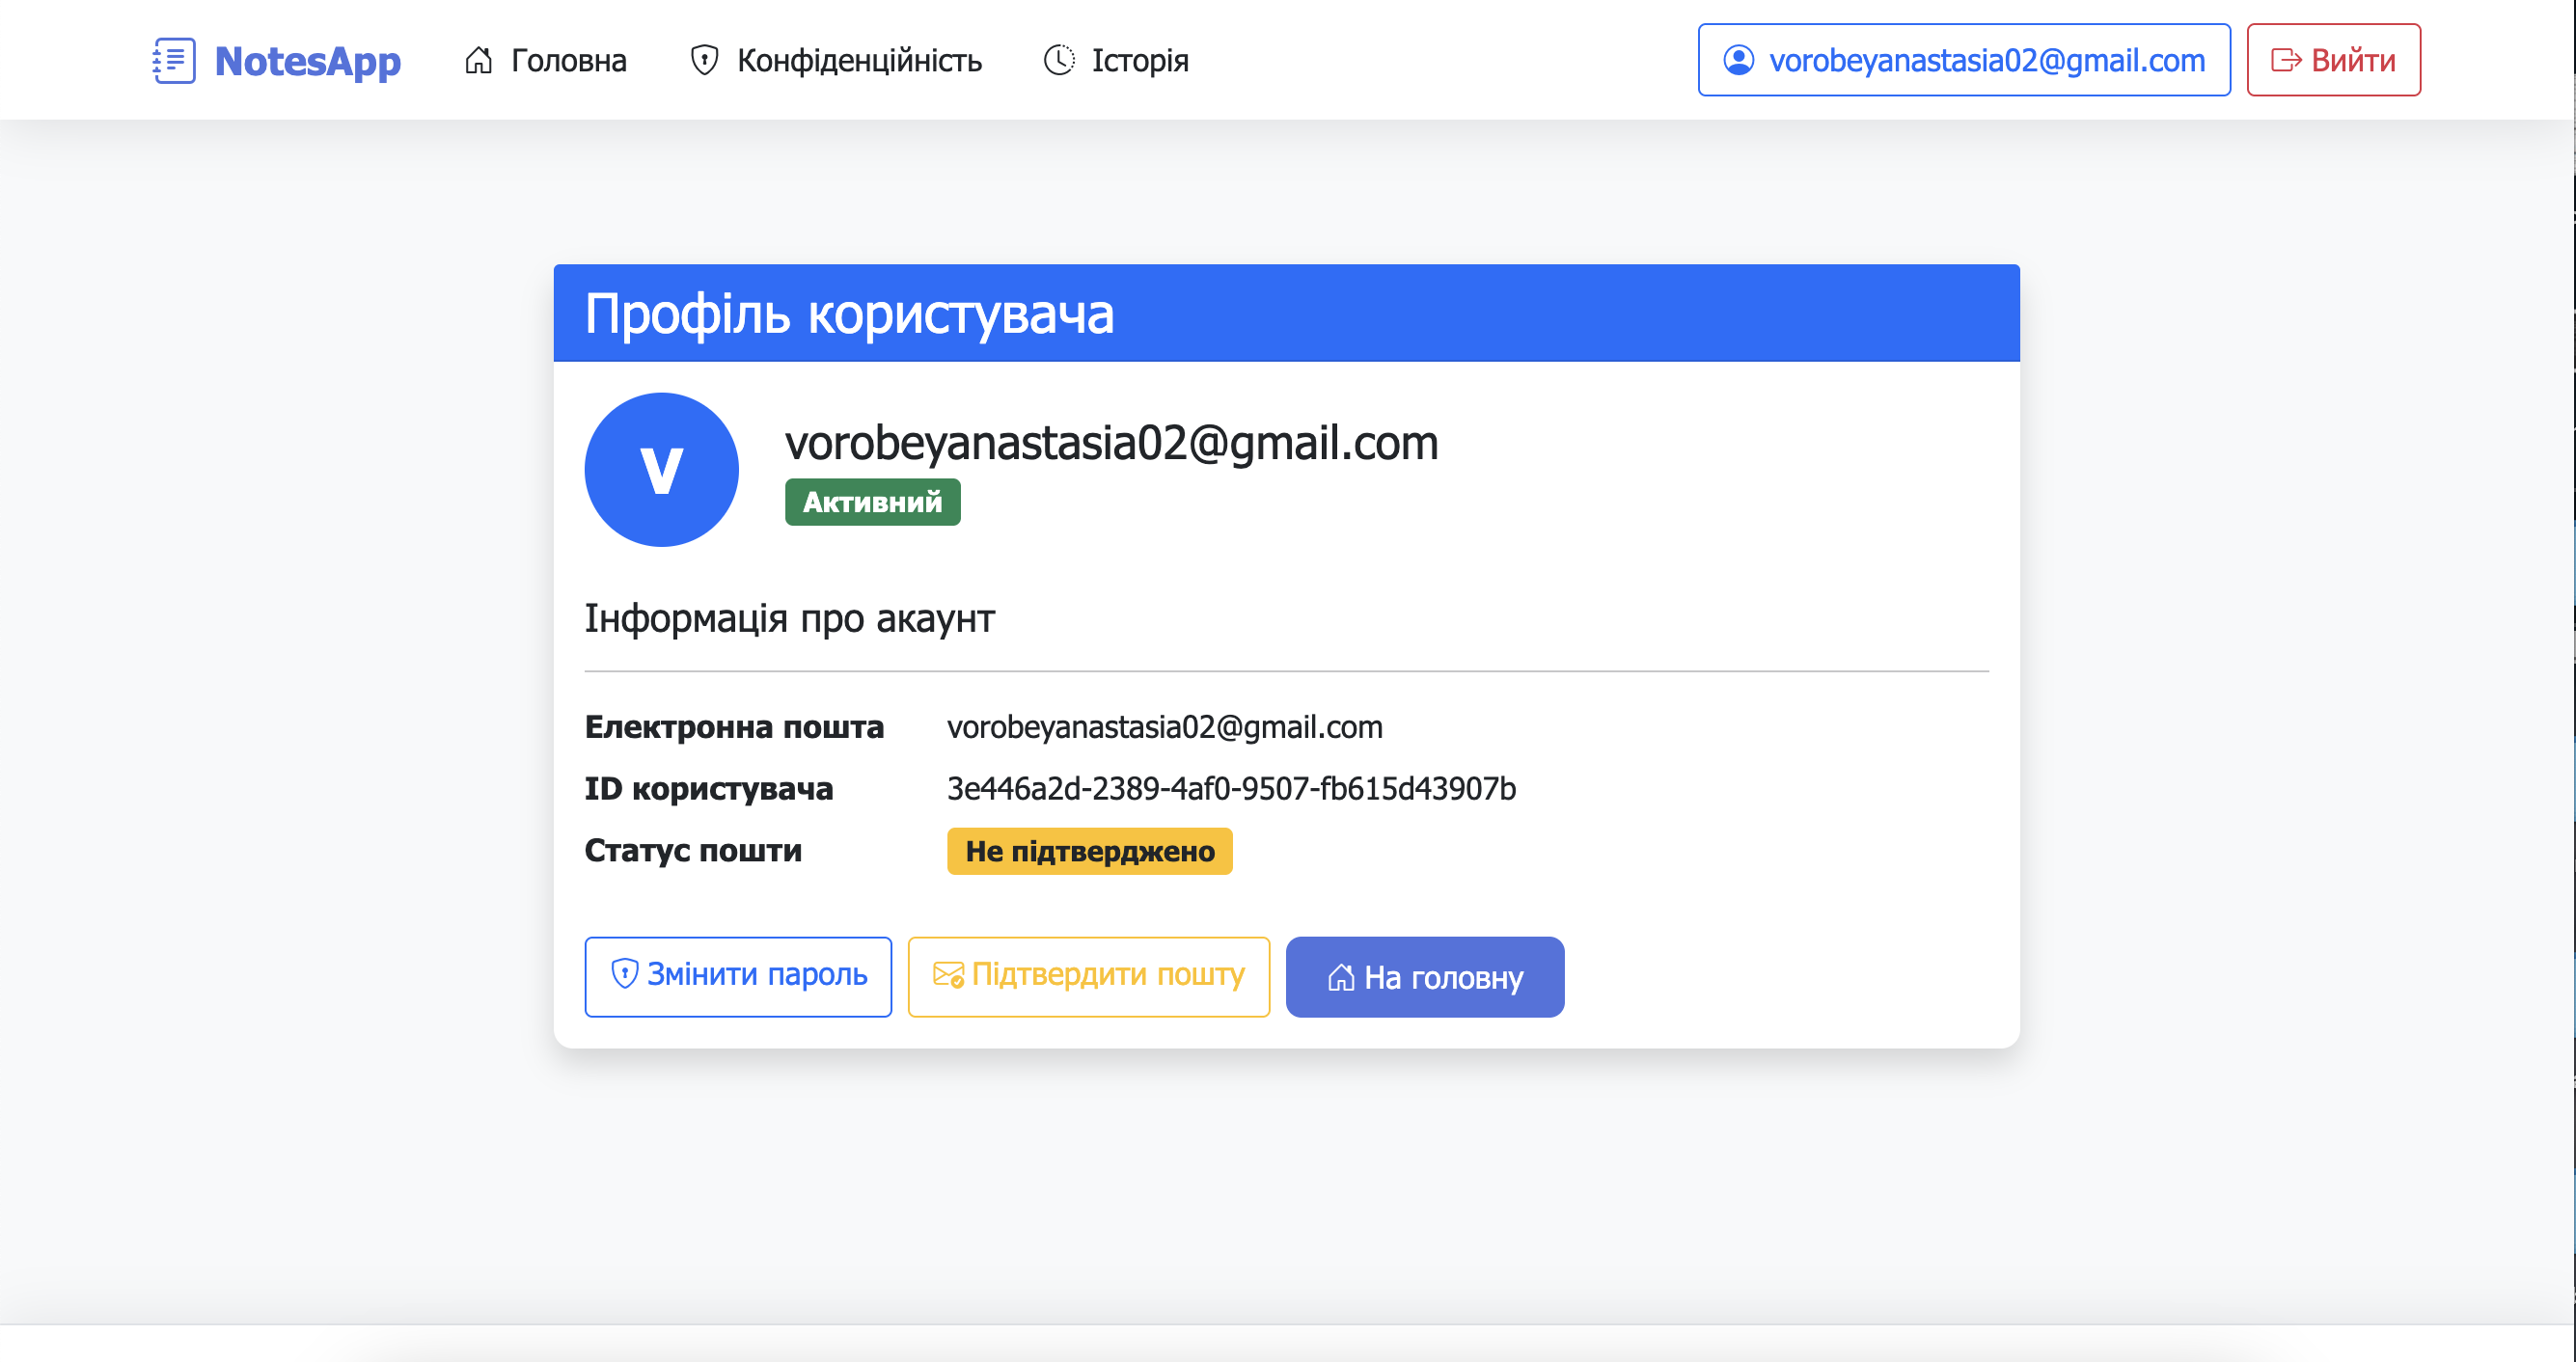 NotesApp Головна Конфіденційність Історія vorobeyanastasia02@gmail.com Вийти
Профіль користувача
V
vorobeyanastasia02@gmail.com
Активний
Інформація про акаунт
Електронна пошта vorobeyanastasia02@gmail.com
ID користувача 3e446a2d-2389-4af0-9507-fb615d43907b
Статус пошти Не підтверджено
Змінити пароль Підтвердити пошту На головну